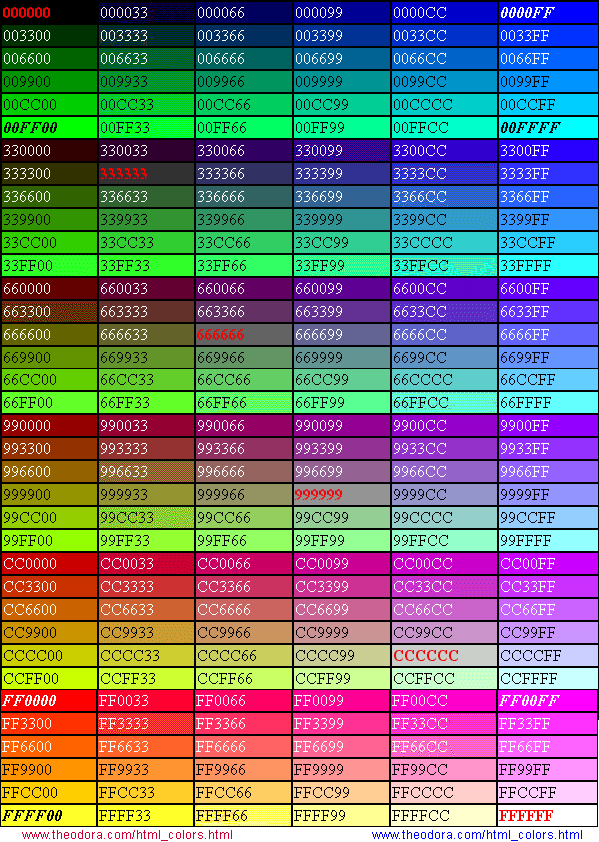 000000 000033 000066 000099 0000CC 0000FF
003300 003333 003366 003399 0033CC 0033FF
006600 006633 006666 006699 0066CC 0066FF
009900 009933 009966 009999 0099CC 0099FF
00CC00 00CC33 00CC66 00CC99 00CCCC 00CCFF
00FF00 00FF33 00FF66 00FF99 00FFCC 00FFFF
330000 330033 330066 330099 3300CC 3300FF
333300 333333 333366 333399 3333CC 3333FF
336600 336633 336666 336699 3366CC 3366FF
339900 339933 339966 339999 3399CC 3399FF
33CC00 33CC33 33CC66 33CC99 33CCCC 33CCFF
33FF00 33FF33 33FF66 33FF99 33FFCC 33FFFF
660000 660033 660066 660099 6600CC 6600FF
663300 663333 663366 663399 6633CC 6633FF
666600 666633 666666 666699 6666CC 6666FF
669900 669933 669966 669999 6699CC 6699FF
66CC00 66CC33 66CC66 66CC99 66CCCC 66CCFF
66FF00 66FF33 66FF66 66FF99 66FFCC 66FFFF
990000 990033 990066 990099 9900CC 9900FF
993300 993333 993366 993399 9933CC 9933FF
996600 996633 996666 996699 9966CC 9966FF
999900 999933 999966 999999 9999CC 9999FF
99CC00 99CC33 99CC66 99CC99 99CCCC 99CCFF
99FF00 99FF33 99FF66 99FF99 99FFCC 99FFFF
CC0000 CC0033 CC0066 CC0099 CC00CC CC00FF
CC3300 CC3333 CC3366 CC3399 CC33CC CC33FF
CC6600 CC6633 CC6666 CC6699 CC66CC CC66FF
CC9900 CC9933 CC9966 CC9999 CC99CC CC99FF
CCCC00 CCCC33 CCCC66 CCCC99 CCCCCC CCCCFF
CCFF00 CCFF33 CCFF66 CCFF99 CCFFCC CCFFFF
FF0000 FF0033 FF0066 FF0099 FF00CC FF00FF
FF3300 FF3333 FF3366 FF3399 FF33CC FF33FF
FF6600 FF6633 FF6666 FF6699 FF66CC FF66FF
FF9900 FF9933 FF9966 FF9999 FF99CC FF99FF
FFCC00 FFCC33 FFCC66 FFCC99 FFCCCC FFCCFF
FFFF00 FFFF33 FFFF66 FFFF99 FFFFCC FFFFFF
www.theodora.com/html_colors.html www.theodora.com/html_colors.html